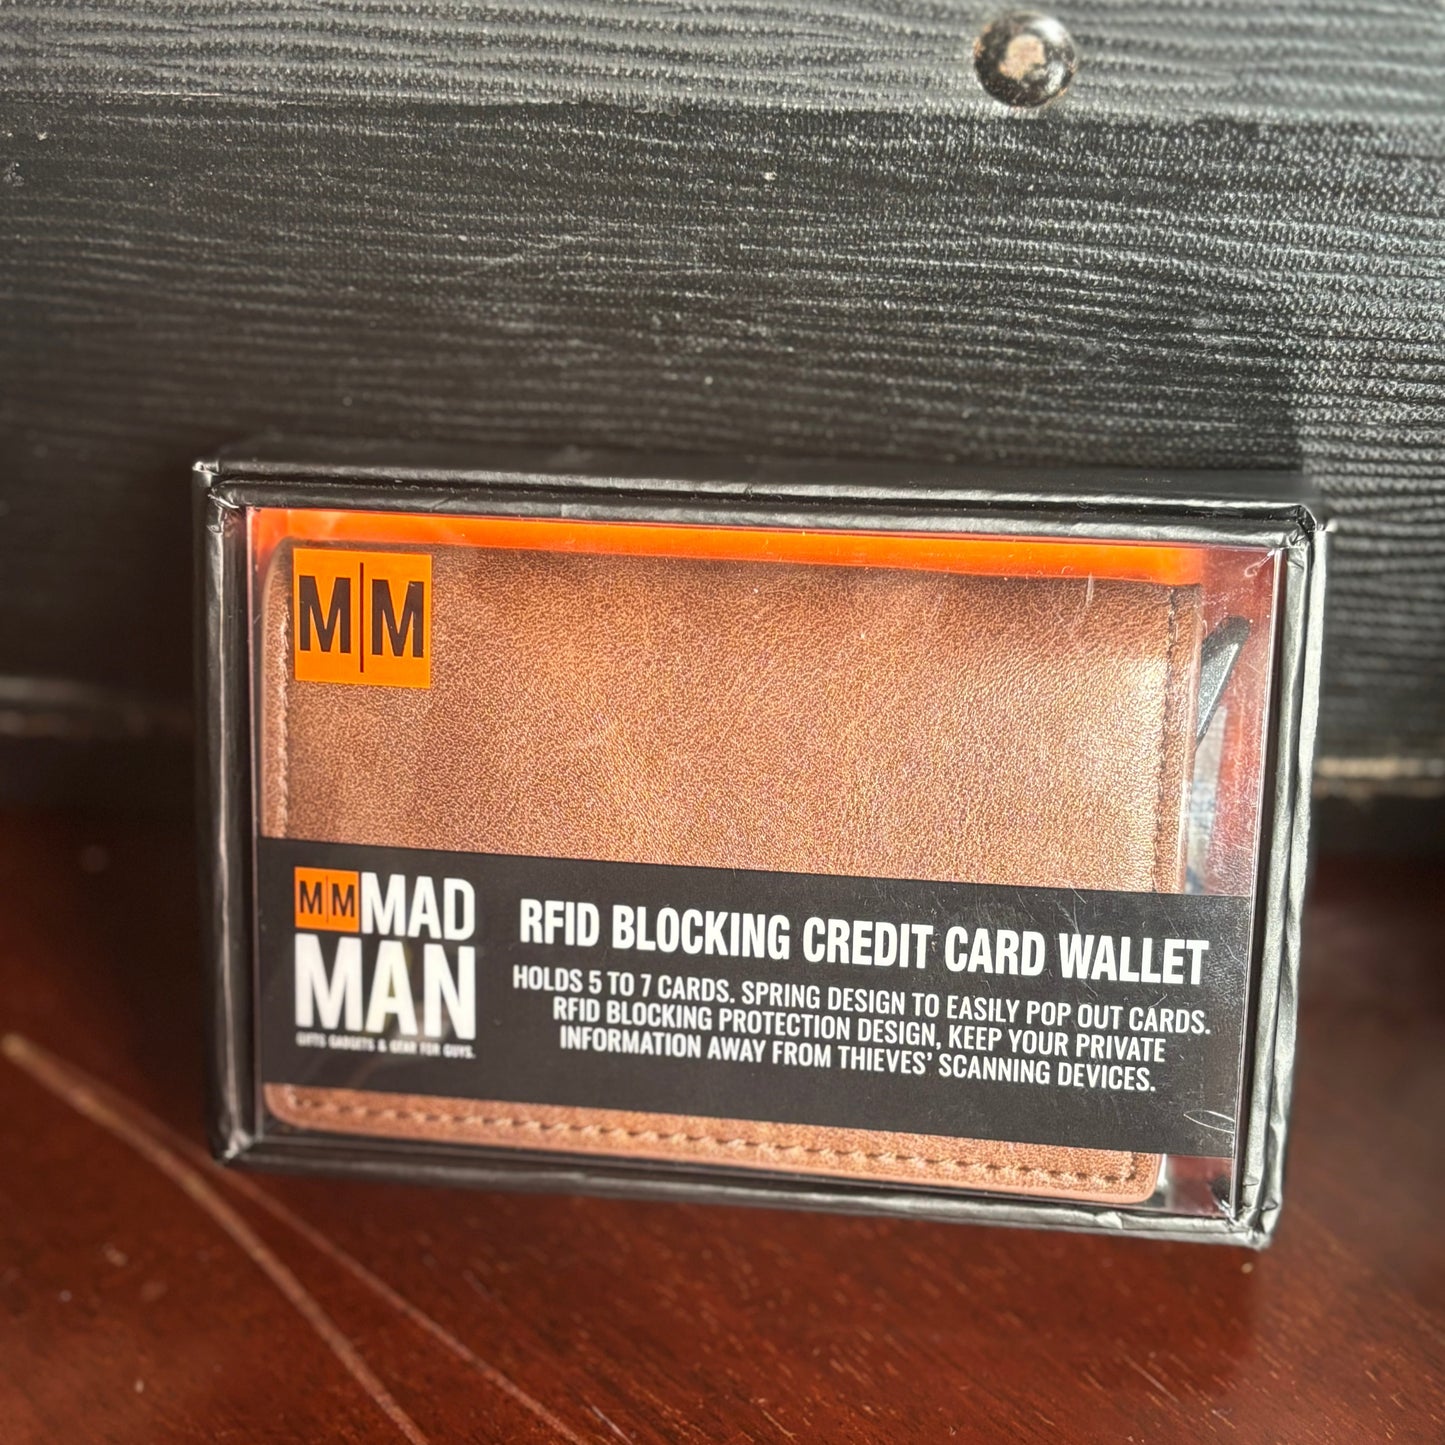 M|M
M|M MAD
MAN
GIFTS GADGETS & GEAR FOR GUYS.
RFID BLOCKING CREDIT CARD WALLET
HOLDS 5 TO 7 CARDS. SPRING DESIGN TO EASILY POP OUT CARDS.
RFID BLOCKING PROTECTION DESIGN, KEEP YOUR PRIVATE
INFORMATION AWAY FROM THIEVES' SCANNING DEVICES.